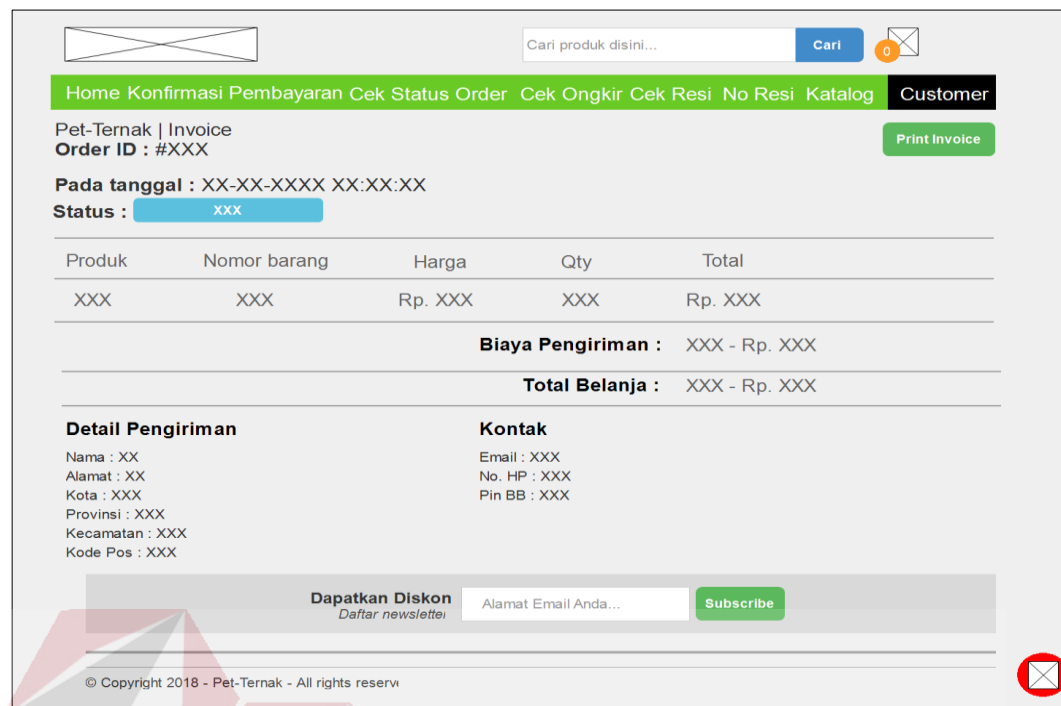 Cari produk disini...
Cari
0
Home Konfirmasi Pembayaran Cek Status Order Cek Ongkir Cek Resi No Resi Katalog Customer
Pet-Ternak | Invoice
Order ID : #XXX
Print Invoice
Pada tanggal : XX-XX-XXXX XX:XX:XX
Status : XXX
Produk Nomor barang Harga Qty Total
XXX XXX Rp. XXX XXX Rp. XXX
Biaya Pengiriman : XXX - Rp. XXX
Total Belanja : XXX - Rp. XXX
Detail Pengiriman
Nama : XX
Alamat : XX
Kota : XXX
Provinsi : XXX
Kecamatan : XXX
Kode Pos : XXX
Kontak
Email : XXX
No. HP : XXX
Pin BB : XXX
Dapatkan Diskon
Daftar newsletter
Alamat Email Anda...
Subscribe
© Copyright 2018 - Pet-Ternak - All rights reserv